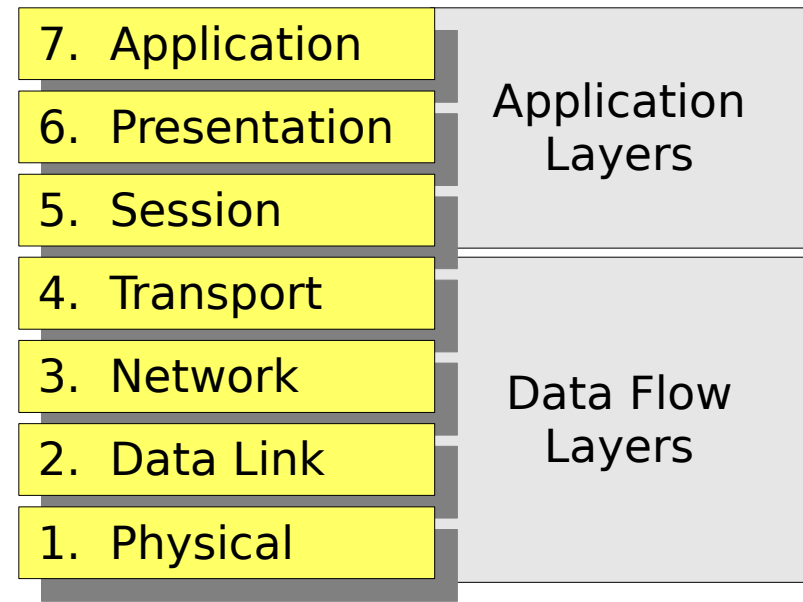 7. Application
6. Presentation
5. Session
4. Transport
3. Network
2. Data Link
1. Physical
Application
Layers
Data Flow
Layers